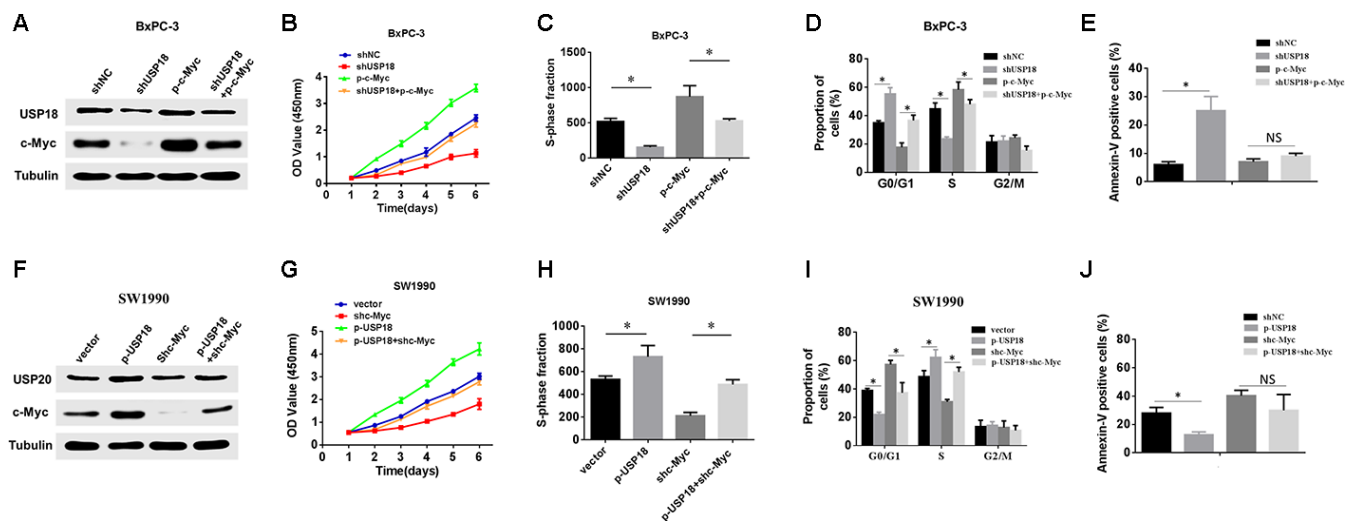 A
BxPC-3
shNC
shUSP18
p-c-Myc
shUSP18
+p-c-Myc
USP18
c-Myc
Tubulin
B
BxPC-3
shNC
shUSP18
p-c-Myc
shUSP18+p-c-Myc
OD Value (450nm)
5
4
3
2
1
0
0 1 2 3 4 5 6
Time(days)
C
BxPC-3
S-phase fraction
1500
1000
500
0
* *
shNC
shUSP18
p-c-Myc
shUSP18+p-c-Myc
D
BxPC-3
shNC
shUSP18
p-c-Myc
shUSP18+p-c-Myc
Proportion of
cells (%)
80
60
40
20
0
* * * *
G0/G1 S G2/M
E
shNC
shUSP18
p-c-Myc
shUSP18+p-c-Myc
Annexin-V positive cells (%)
40
30
20
10
0
* NS
F
SW1990
vector
p-USP18
Shc-Myc
p-USP18
+shc-Myc
USP20
c-Myc
Tubulin
G
SW1990
vector
shc-Myc
p-USP18
p-USP18+shc-Myc
OD Value (450nm)
5
4
3
2
1
0
0 1 2 3 4 5 6
Time(days)
H
SW1990
S-phase fraction
1000
800
600
400
200
0
* *
vector
p-USP18
shc-Myc
p-USP18+shc-Myc
I
SW1990
vector
p-USP18
shc-Myc
p-USP18+shc-Myc
Proportion of
cells (%)
80
60
40
20
0
* * * *
G0/G1 S G2/M
J
shNC
p-USP18
shc-Myc
p-USP18+shc-Myc
Annexin-V positive cells (%)
80
60
40
20
0
* NS